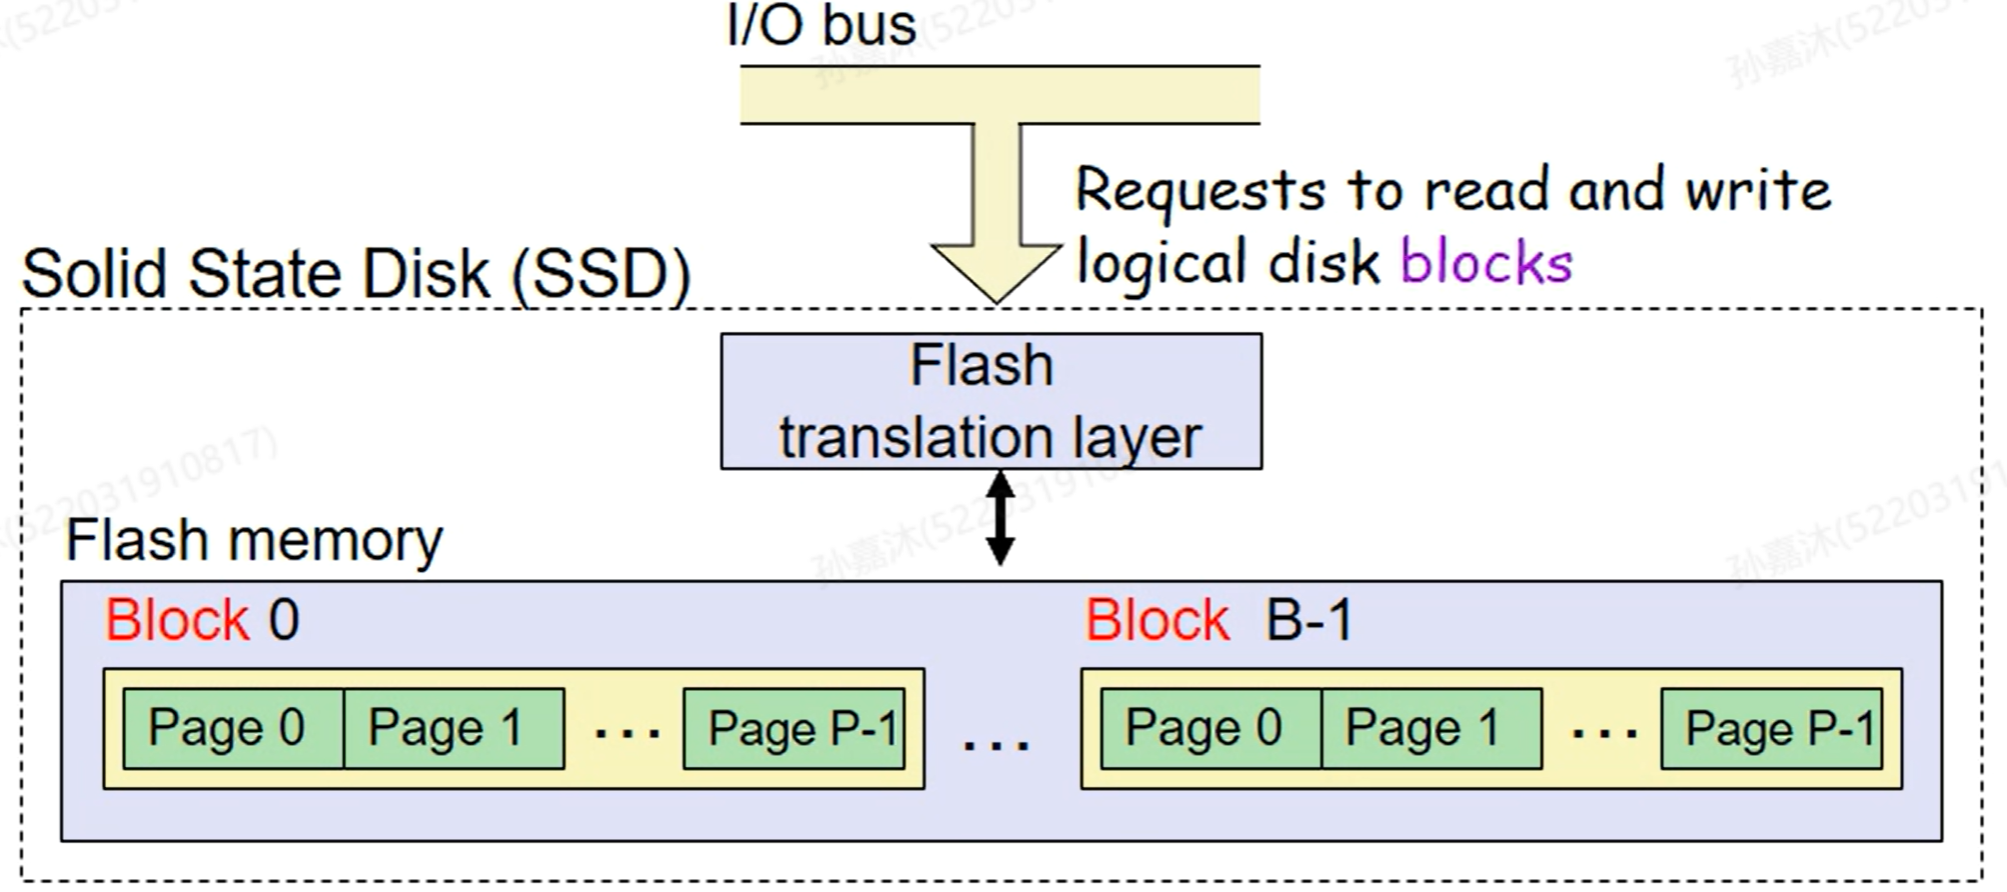 I/O bus
Requests to read and write
logical disk blocks
Solid State Disk (SSD)
Flash
translation layer
Flash memory
Block 0
Block B-1
Page 0
Page 1
...
Page P-1
...
Page 0
Page 1
...
Page P-1
孙嘉沐(522031910817)